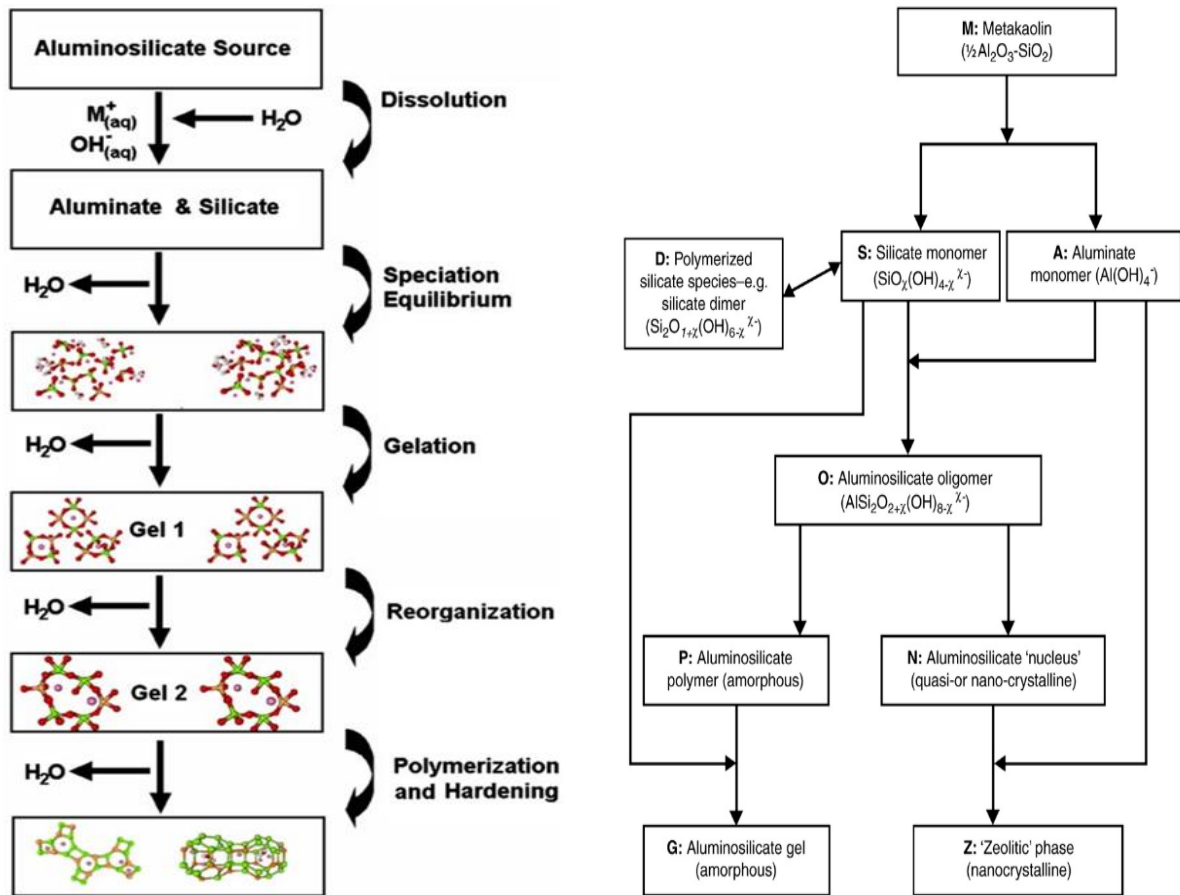 Aluminosilicate Source
M⁺(aq)
OH⁻(aq)
H₂O
Dissolution
Aluminate & Silicate
H₂O
Speciation
Equilibrium
H₂O
Gelation
Gel 1
H₂O
Reorganization
Gel 2
H₂O
Polymerization
and Hardening
M: Metakaolin
(½Al₂O₃-SiO₂)
D: Polymerized
silicate species–e.g.
silicate dimer
(Si₂O₁₊χ(OH)₆₋χ χ-)
S: Silicate monomer
(SiOχ(OH)₄₋χ χ-)
A: Aluminate
monomer (Al(OH)₄⁻)
O: Aluminosilicate oligomer
(AlSi₂O₂₊χ(OH)₈₋χ χ-)
P: Aluminosilicate
polymer (amorphous)
N: Aluminosilicate ‘nucleus’
(quasi-or nano-crystalline)
G: Aluminosilicate gel
(amorphous)
Z: ‘Zeolitic’ phase
(nanocrystalline)